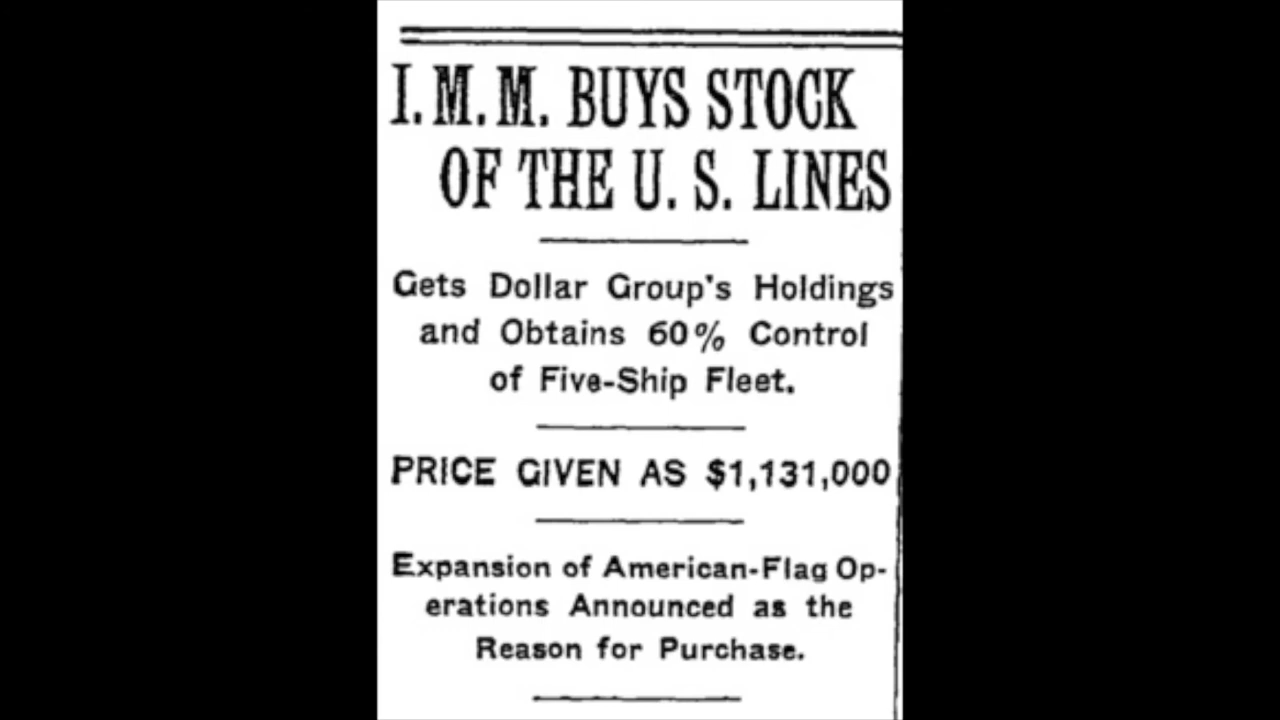 I. M. M. BUYS STOCK
OF THE U. S. LINES
Gets Dollar Group's Holdings
and Obtains 60% Control
of Five-Ship Fleet.
PRICE GIVEN AS $1,131,000
Expansion of American-Flag Op-
erations Announced as the
Reason for Purchase.